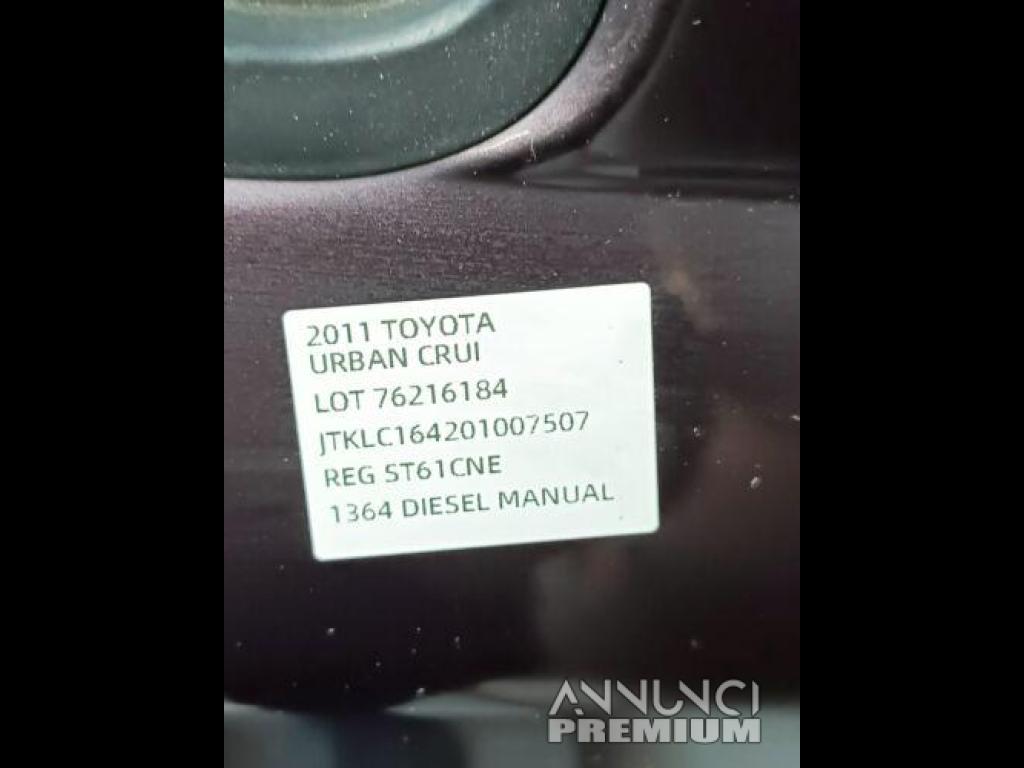 2011 TOYOTA
URBAN CRUI
LOT 76216184
JTKLC164201007507
REG ST61CNE
1364 DIESEL MANUAL
ANNUNCI
PREMIUM